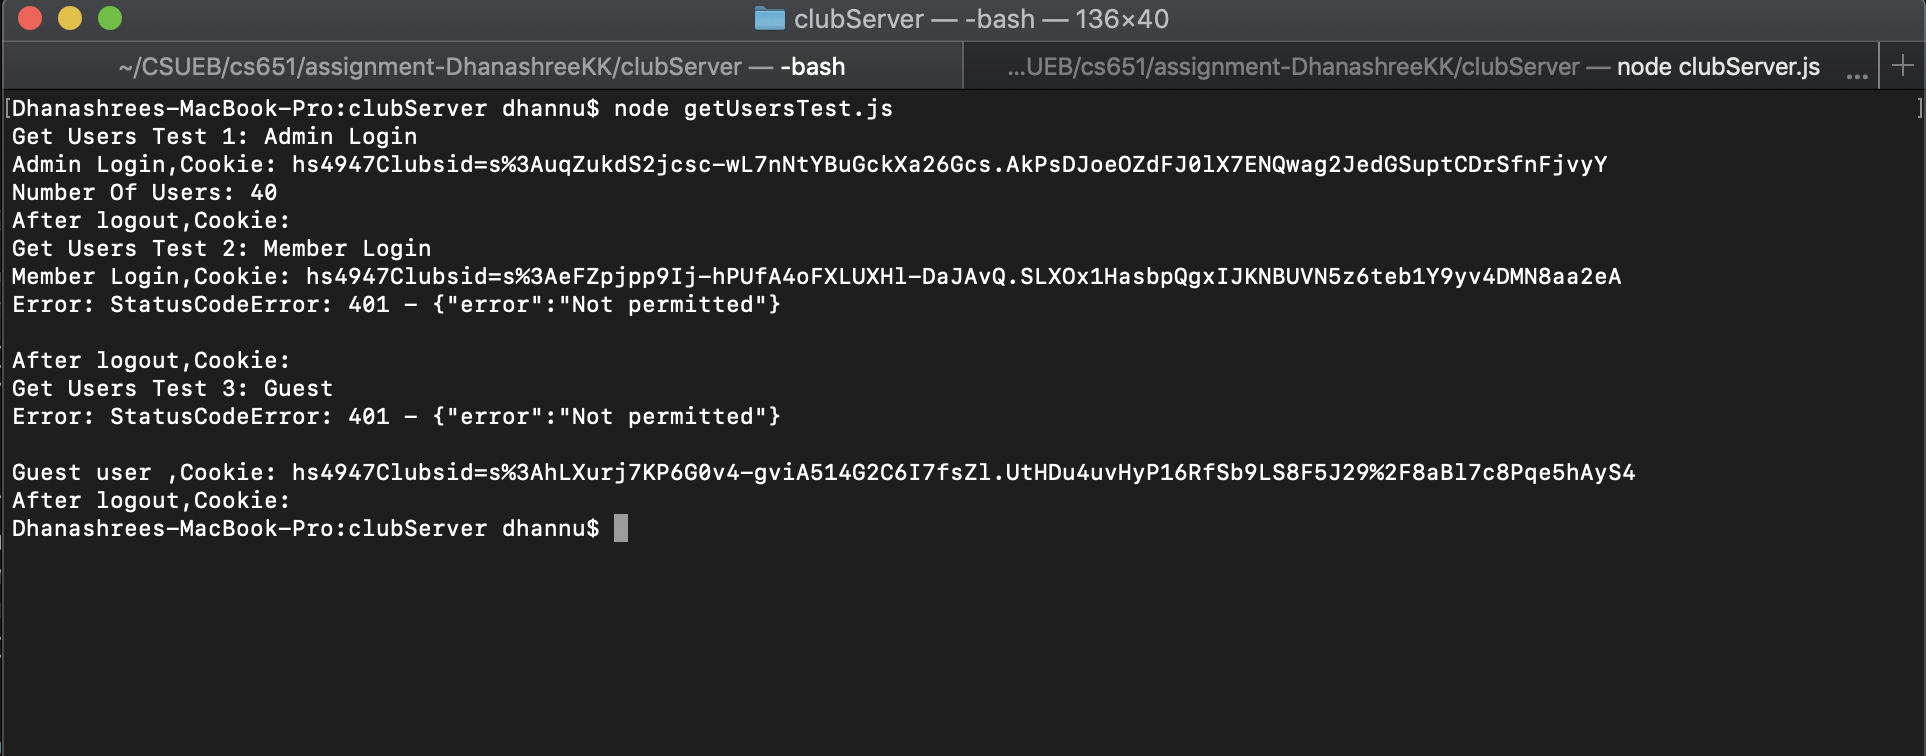 clubServer — -bash — 136×40
~/CSUEB/cs651/assignment-DhanashreeKK/clubServer — -bash
...UEB/cs651/assignment-DhanashreeKK/clubServer — node clubServer.js ...
[Dhanashrees-MacBook-Pro:clubServer dhannu$ node getUsersTest.js ]
Get Users Test 1: Admin Login
Admin Login,Cookie: hs4947Clubsid=s%3AuqZukdS2jcsc-wL7nNtYBuGckXa26Gcs.AkPsDJoeOZdFJ0lX7ENQwag2JedGSuptCDrSfnFjvyY
Number Of Users: 40
After logout,Cookie:
Get Users Test 2: Member Login
Member Login,Cookie: hs4947Clubsid=s%3AeFZpjpp9Ij-hPUfA4oFXLUXHl-DaJAvQ.SLXOx1HasbpQgxIJKNBUVN5z6teb1Y9yv4DMN8aa2eA
Error: StatusCodeError: 401 - {"error":"Not permitted"}
After logout,Cookie:
Get Users Test 3: Guest
Error: StatusCodeError: 401 - {"error":"Not permitted"}
Guest user ,Cookie: hs4947Clubsid=s%3AhLXurj7KP6G0v4-gviA514G2C6I7fsZl.UtHDu4uvHyP16RfSb9LS8F5J29%2F8aBl7c8Pqe5hAyS4
After logout,Cookie:
Dhanashrees-MacBook-Pro:clubServer dhannu$